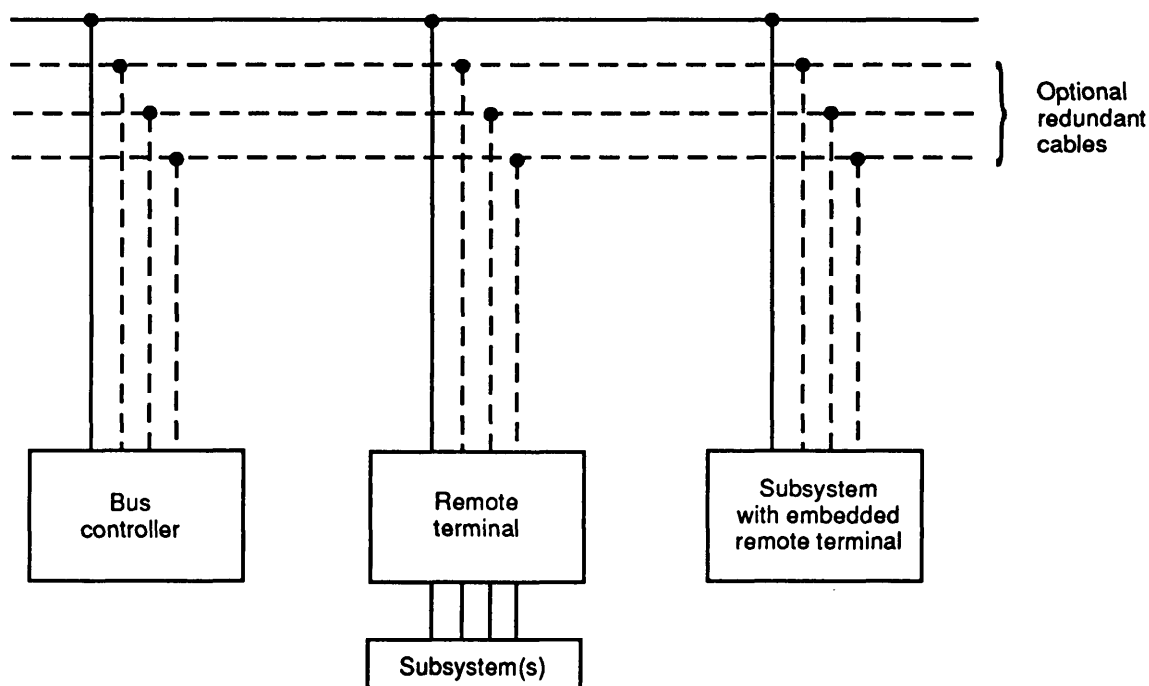 Optional
redundant
cables
Bus
controller
Remote
terminal
Subsystem
with embedded
remote terminal
Subsystem(s)